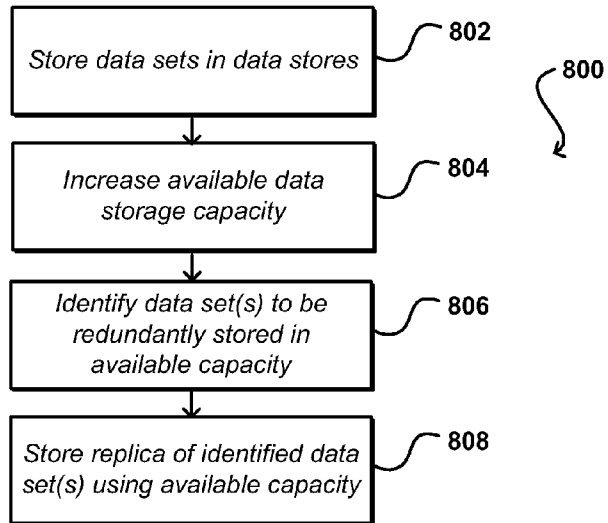 Store data sets in data stores
802
800
Increase available data
storage capacity
804
Identify data set(s) to be
redundantly stored in
available capacity
806
Store replica of identified data
set(s) using available capacity
808